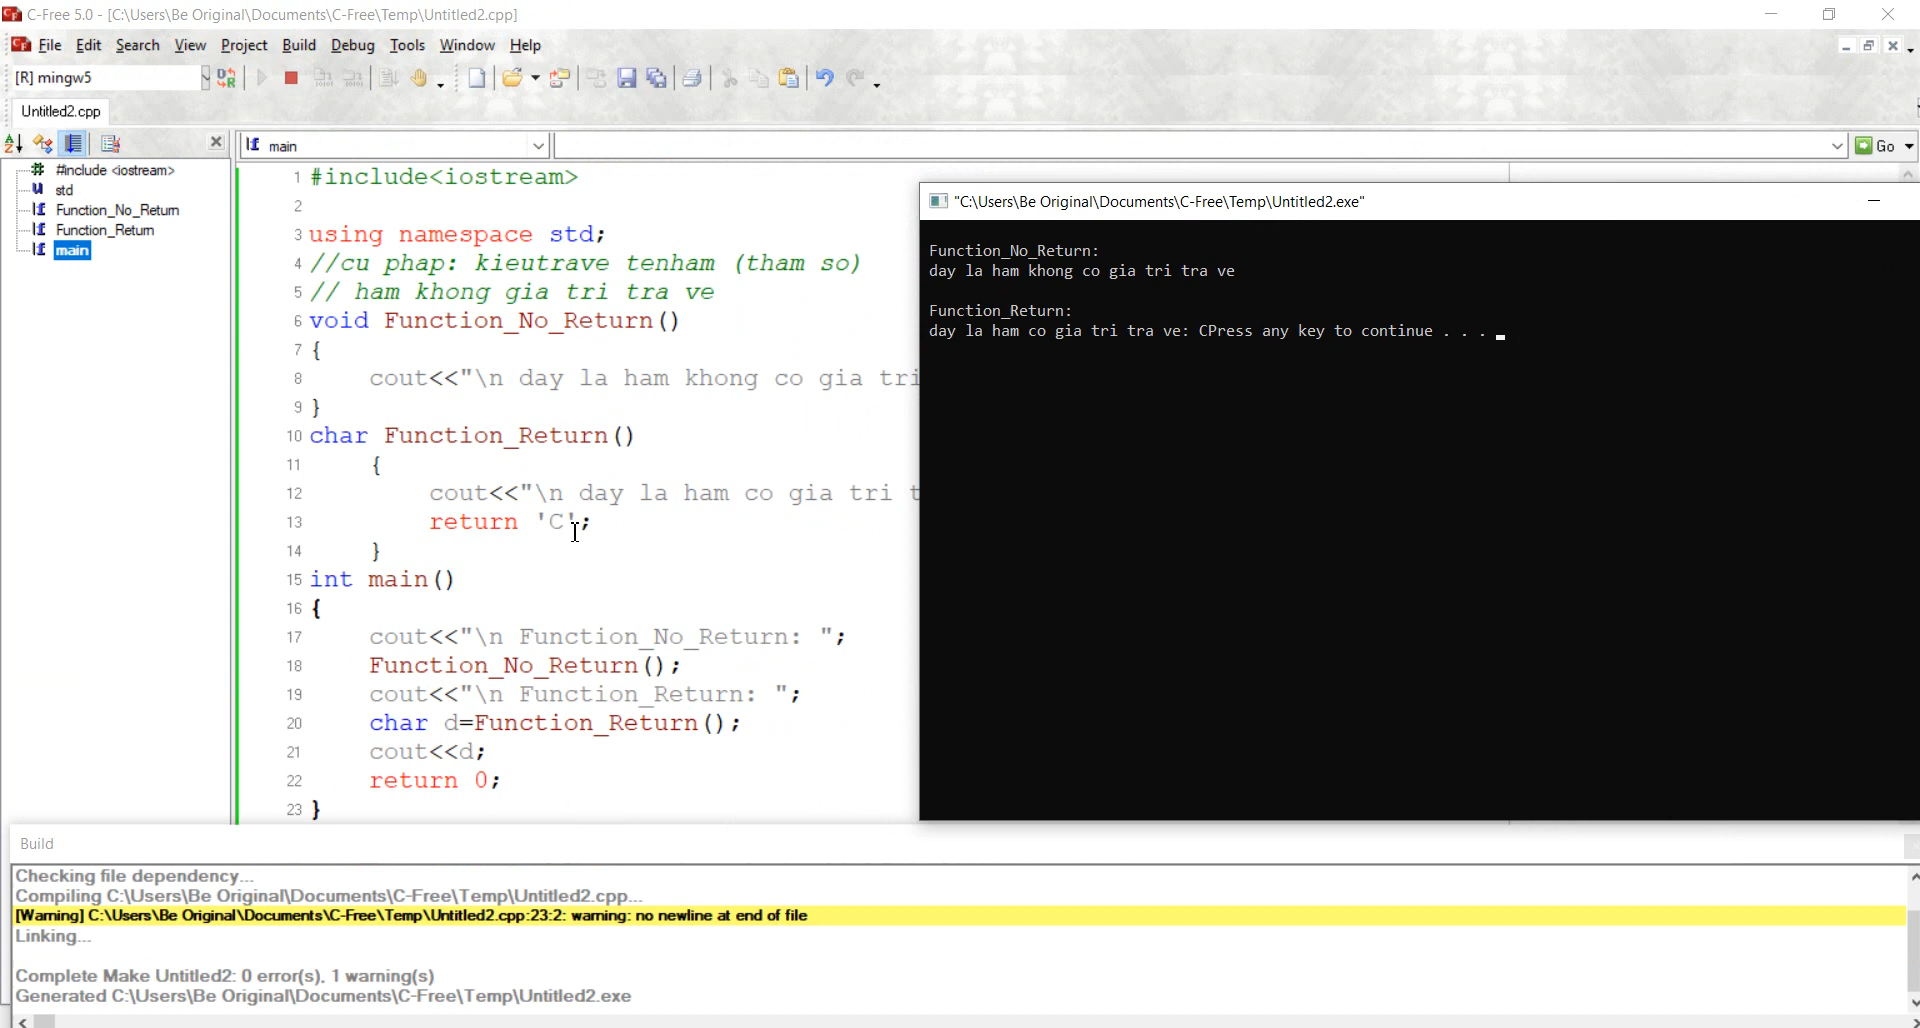 C-Free 5.0 - [C:\Users\Be Original\Documents\C-Free\Temp\Untitled2.cpp]
File Edit Search View Project Build Debug Tools Window Help
[R] mingw5
Untitled2.cpp
main
Go
#include <iostream>
std
Function_No_Return
Function_Return
main
1 #include<iostream>
2
3 using namespace std;
4 //cu phap: kieutrave tenham (tham so)
5 // ham khong gia tri tra ve
6 void Function_No_Return()
7 {
8 cout<<"\n day la ham khong co gia tri
9 }
10 char Function_Return()
11 {
12 cout<<"\n day la ham co gia tri t
13 return 'C';
14 }
15 int main()
16 {
17 cout<<"\n Function_No_Return: ";
18 Function_No_Return();
19 cout<<"\n Function_Return: ";
20 char d=Function_Return();
21 cout<<d;
22 return 0;
23 }
"C:\Users\Be Original\Documents\C-Free\Temp\Untitled2.exe"
Function_No_Return:
day la ham khong co gia tri tra ve
Function_Return:
day la ham co gia tri tra ve: CPress any key to continue . . .
Build
Checking file dependency...
Compiling C:\Users\Be Original\Documents\C-Free\Temp\Untitled2.cpp...
[Warning] C:\Users\Be Original\Documents\C-Free\Temp\Untitled2.cpp:23:2: warning: no newline at end of file
Linking...
Complete Make Untitled2: 0 error(s), 1 warning(s)
Generated C:\Users\Be Original\Documents\C-Free\Temp\Untitled2.exe